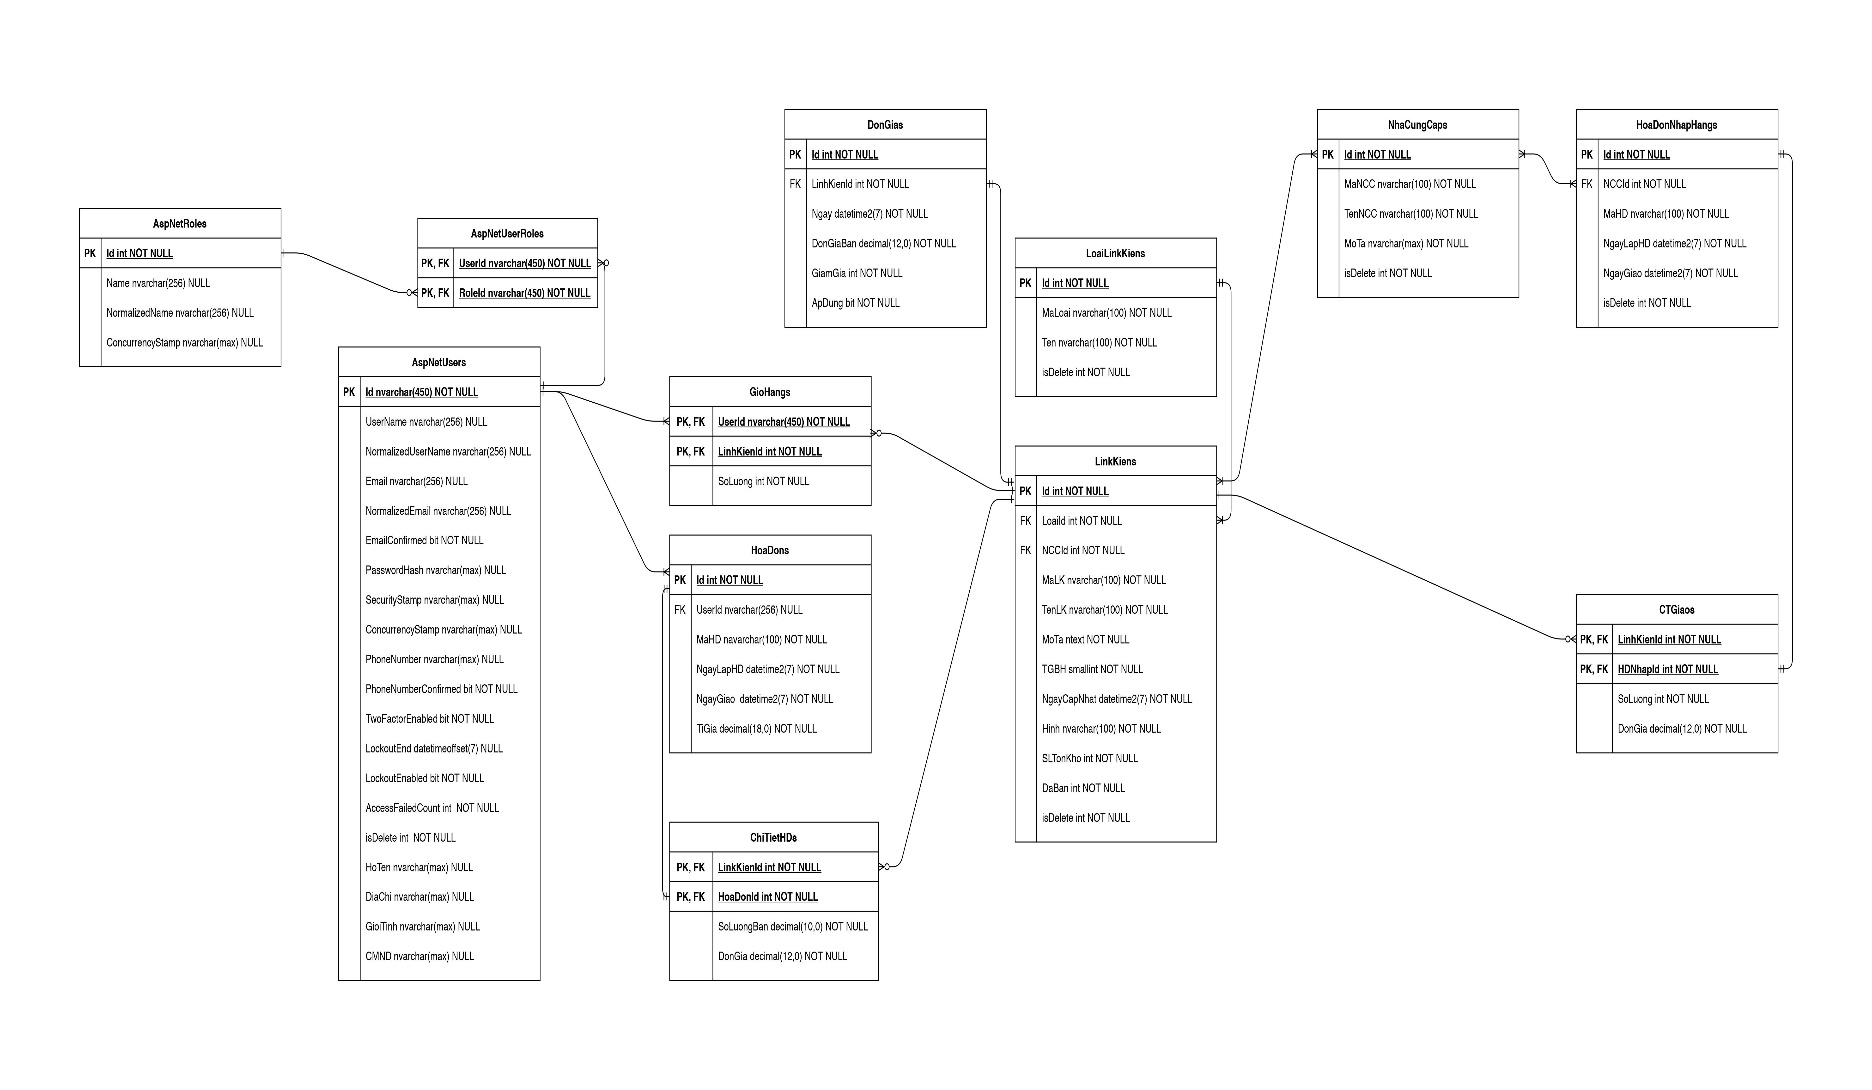 AspNetRoles
PK Id int NOT NULL
Name nvarchar(256) NULL
NormalizedName nvarchar(256) NULL
ConcurrencyStamp nvarchar(max) NULL
AspNetUserRoles
PK, FK UserId nvarchar(450) NOT NULL
PK, FK RoleId nvarchar(450) NOT NULL
AspNetUsers
PK Id nvarchar(450) NOT NULL
UserName nvarchar(256) NULL
NormalizedUserName nvarchar(256) NULL
Email nvarchar(256) NULL
NormalizedEmail nvarchar(256) NULL
EmailConfirmed bit NOT NULL
PasswordHash nvarchar(max) NULL
SecurityStamp nvarchar(max) NULL
ConcurrencyStamp nvarchar(max) NULL
PhoneNumber nvarchar(max) NULL
PhoneNumberConfirmed bit NOT NULL
TwoFactorEnabled bit NOT NULL
LockoutEnd datetimeoffset(7) NULL
LockoutEnabled bit NOT NULL
AccessFailedCount int NOT NULL
isDelete int NOT NULL
HoTen nvarchar(max) NULL
DiaChi nvarchar(max) NULL
GioiTinh nvarchar(max) NULL
CMND nvarchar(max) NULL
DonGias
PK Id int NOT NULL
FK LinhKienId int NOT NULL
Ngay datetime2(7) NOT NULL
DonGiaBan decimal(12,0) NOT NULL
GiamGia int NOT NULL
ApDung bit NOT NULL
GioHangs
PK, FK UserId nvarchar(450) NOT NULL
PK, FK LinhKienId int NOT NULL
SoLuong int NOT NULL
HoaDons
PK Id int NOT NULL
FK UserId nvarchar(256) NULL
MaHD navarchar(100) NOT NULL
NgayLapHD datetime2(7) NOT NULL
NgayGiao datetime2(7) NOT NULL
TiGia decimal(18,0) NOT NULL
ChiTietHDs
PK, FK LinkKienId int NOT NULL
PK, FK HoaDonId int NOT NULL
SoLuongBan decimal(10,0) NOT NULL
DonGia decimal(12,0) NOT NULL
LoaiLinkKiens
PK Id int NOT NULL
MaLoai nvarchar(100) NOT NULL
Ten nvarchar(100) NOT NULL
isDelete int NOT NULL
LinkKiens
PK Id int NOT NULL
FK LoaiId int NOT NULL
FK NCCId int NOT NULL
MaLK nvarchar(100) NOT NULL
TenLK nvarchar(100) NOT NULL
MoTa ntext NOT NULL
TGBH smallint NOT NULL
NgayCapNhat datetime2(7) NOT NULL
Hinh nvarchar(100) NOT NULL
SLTonKho int NOT NULL
DaBan int NOT NULL
isDelete int NOT NULL
NhaCungCaps
PK Id int NOT NULL
MaNCC nvarchar(100) NOT NULL
TenNCC nvarchar(100) NOT NULL
MoTa nvarchar(max) NOT NULL
isDelete int NOT NULL
HoaDonNhapHangs
PK Id int NOT NULL
FK NCCId int NOT NULL
MaHD nvarchar(100) NOT NULL
NgayLapHD datetime2(7) NOT NULL
NgayGiao datetime2(7) NOT NULL
isDelete int NOT NULL
CTGiaos
PK, FK LinhKienId int NOT NULL
PK, FK HDNhapId int NOT NULL
SoLuong int NOT NULL
DonGia decimal(12,0) NOT NULL